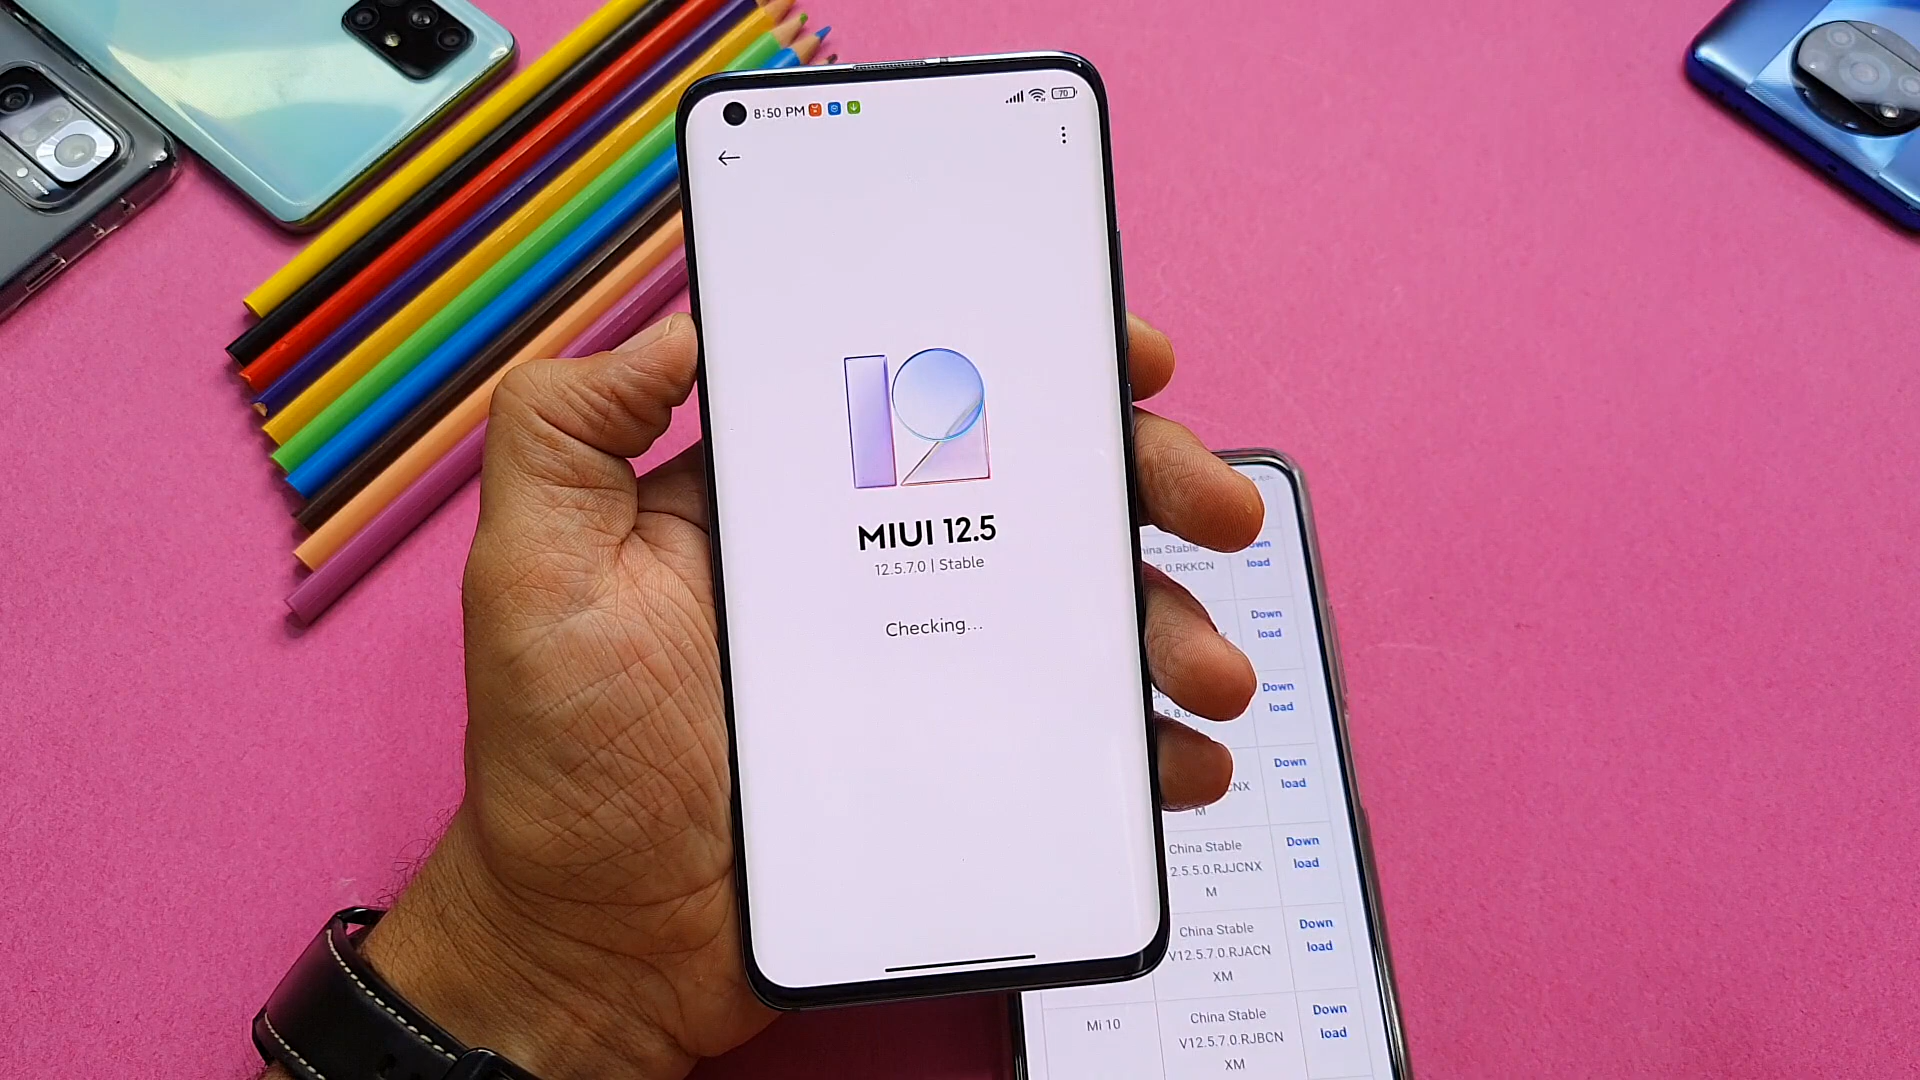 8:50 PM
70
MIUI 12.5
12.5.7.0 | Stable
Checking...
China Stable
.0.RKKCN
Down
load
Down
load
Down
load
5.8.0
Down
load
CNX
M
China Stable
2.5.5.0.RJJCNX
M
Down
load
China Stable
V12.5.7.0.RJACN
XM
Down
load
Mi 10
China Stable
V12.5.7.0.RJBCN
XM
Down
load